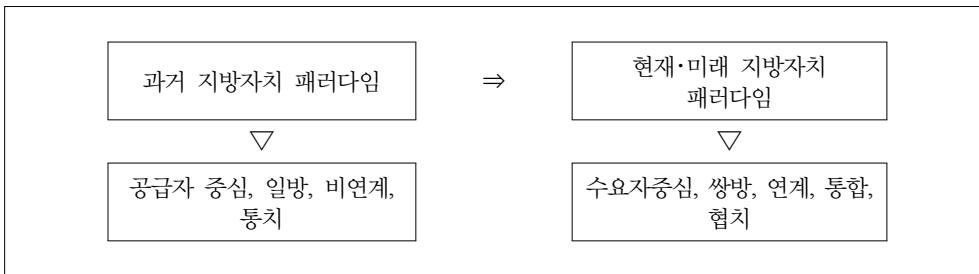 과거 지방자치 패러다임
⇒
현재·미래 지방자치
패러다임
▽
▽
공급자 중심, 일방, 비연계,
통치
수요자중심, 쌍방, 연계, 통합,
협치